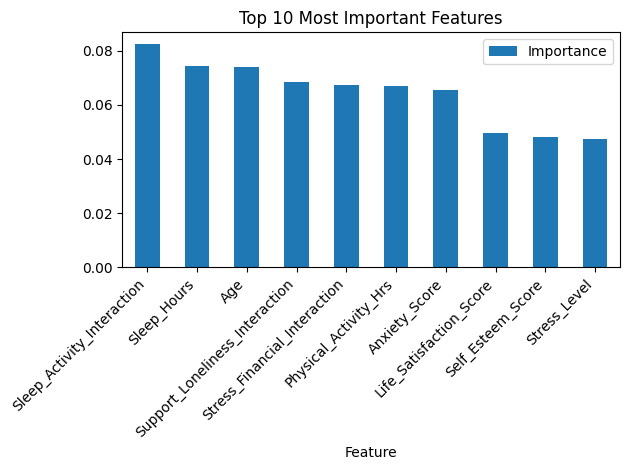 Top 10 Most Important Features
Importance
0.08
0.06
0.04
0.02
0.00
Sleep_Activity_Interaction
Sleep_Hours
Age
Support_Loneliness_Interaction
Stress_Financial_Interaction
Physical_Activity_Hrs
Anxiety_Score
Life_Satisfaction_Score
Self_Esteem_Score
Stress_Level
Feature